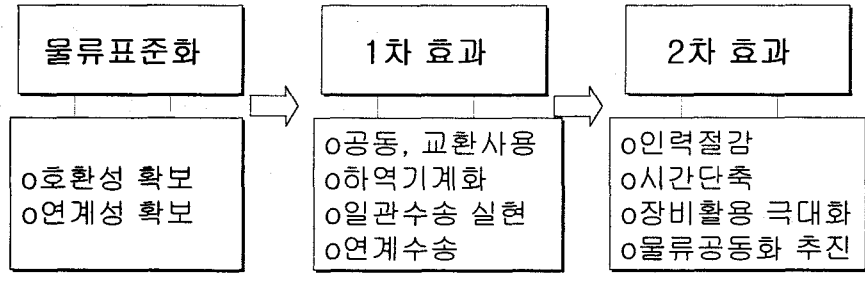 물류표준화
o호환성 확보
o연계성 확보
1차 효과
o공동, 교환사용
o하역기계화
o일관수송 실현
o연계수송
2차 효과
o인력절감
o시간단축
o장비활용 극대화
o물류공동화 추진